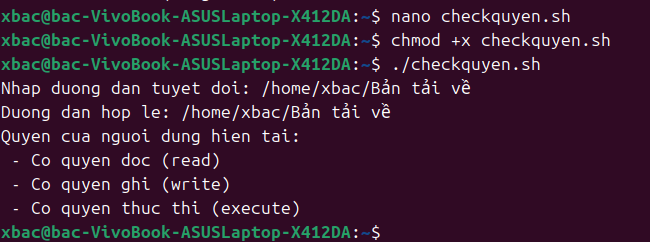 xbac@bac-VivoBook-ASUSLaptop-X412DA:~$ nano checkquyen.sh
xbac@bac-VivoBook-ASUSLaptop-X412DA:~$ chmod +x checkquyen.sh
xbac@bac-VivoBook-ASUSLaptop-X412DA:~$ ./checkquyen.sh
Nhap duong dan tuyet doi: /home/xbac/Bản tải về
Duong dan hop le: /home/xbac/Bản tải về
Quyen cua nguoi dung hien tai:
 - Co quyen doc (read)
 - Co quyen ghi (write)
 - Co quyen thuc thi (execute)
xbac@bac-VivoBook-ASUSLaptop-X412DA:~$